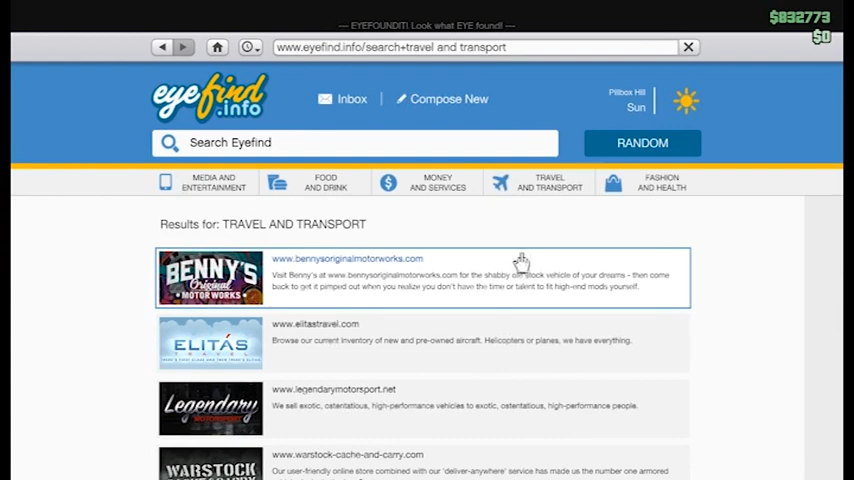 --- EYEFOUNDIT! Look what EYE found! ---
$832773
$0
www.eyefind.info/search+travel and transport
eyefind
.info
Inbox
Compose New
Pillbox Hill
Sun
Search Eyefind
RANDOM
MEDIA AND
ENTERTAINMENT
FOOD
AND DRINK
MONEY
AND SERVICES
TRAVEL
AND TRANSPORT
FASHION
AND HEALTH
Results for: TRAVEL AND TRANSPORT
BENNY'S
Original
MOTOR WORKS
www.bennysoriginalmotorworks.com
Visit Benny's at www.bennysoriginalmotorworks.com for the shabby old stock vehicle of your dreams - then come
back to get it pimped out when you realize you don't have the time or talent to fit high-end mods yourself.
ELITÁS
TRAVEL
www.elitastravel.com
Browse our current inventory of new and pre-owned aircraft. Helicopters or planes, we have everything.
Legendary
MOTORSPORT
www.legendarymotorsport.net
We sell exotic, ostentatious, high-performance vehicles to exotic, ostentatious, high-performance people.
WARSTOCK
www.warstock-cache-and-carry.com
Our user-friendly online store combined with our 'deliver-anywhere' service has made us the number one armored